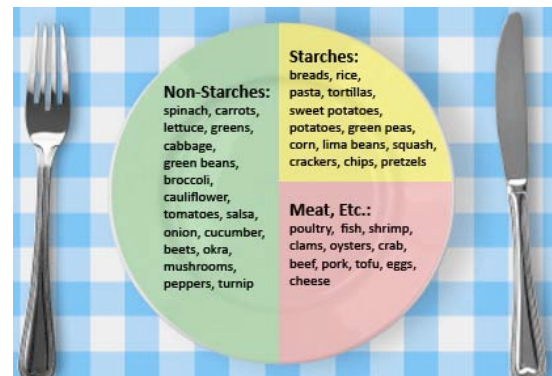 Non-Starches:
spinach, carrots,
lettuce, greens,
cabbage,
green beans,
broccoli,
cauliflower,
tomatoes, salsa,
onion, cucumber,
beets, okra,
mushrooms,
peppers, turnip
Starches:
breads, rice,
pasta, tortillas,
sweet potatoes,
potatoes, green peas,
corn, lima beans, squash,
crackers, chips, pretzels
Meat, Etc.:
poultry, fish, shrimp,
clams, oysters, crab,
beef, pork, tofu, eggs,
cheese